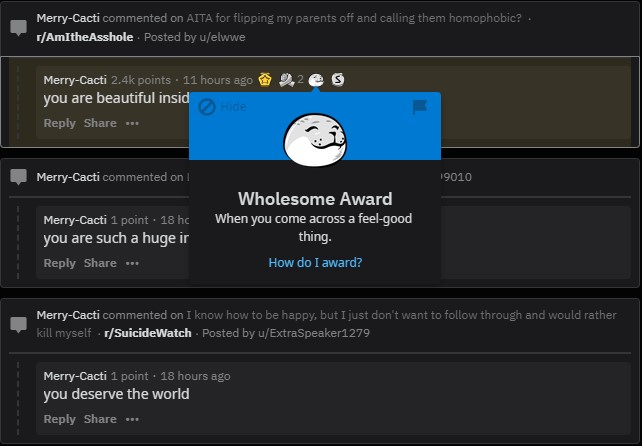 Merry-Cacti commented on AITA for flipping my parents off and calling them homophobic? ·
r/AmItheAsshole · Posted by u/elwwe
Merry-Cacti 2.4k points · 11 hours ago 2 S
you are beautiful insid
Hide
Reply Share •••
Merry-Cacti commented on 9010
Wholesome Award
Merry-Cacti 1 point · 18 ho
When you come across a feel-good
thing.
you are such a huge
Reply Share •••
How do I award?
Merry-Cacti commented on I know how to be happy, but I just don't want to follow through and would rather
kill myself · r/SuicideWatch · Posted by u/ExtraSpeaker1279
Merry-Cacti 1 point · 18 hours ago
you deserve the world
Reply Share •••